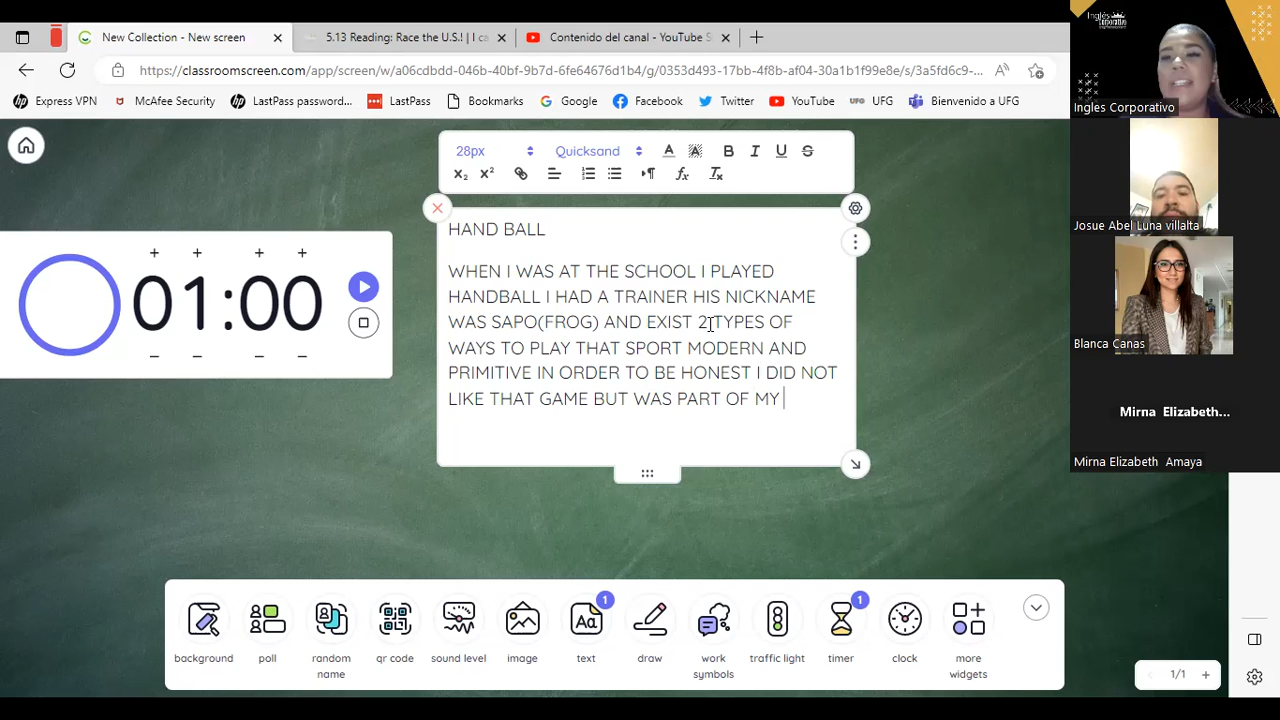 New Collection - New screen
5.13 Reading: Race the U.S.! | I ca
Contenido del canal - YouTube S
https://classroomscreen.com/app/screen/w/a06cdbdd-046b-40bf-9b7d-6fe64676d1b4/g/0353d493-17bb-4f8b-af04-30a1b1f99e8e/s/3a5fd6c9-...
Express VPN
McAfee Security
LastPass password...
LastPass
Bookmarks
Google
Facebook
Twitter
YouTube
UFG
Bienvenido a UFG
28px
Quicksand
HAND BALL
WHEN I WAS AT THE SCHOOL I PLAYED
HANDBALL I HAD A TRAINER HIS NICKNAME
WAS SAPO(FROG) AND EXIST 2 TYPES OF
WAYS TO PLAY THAT SPORT MODERN AND
PRIMITIVE IN ORDER TO BE HONEST I DID NOT
LIKE THAT GAME BUT WAS PART OF MY
01:00
background
poll
random name
qr code
sound level
image
1
text
draw
work symbols
traffic light
1
timer
clock
more widgets
1/1
Inglés Corporativo
Ingles Corporativo
Josue Abel Luna villalta
Blanca Canas
Mirna Elizabeth...
Mirna Elizabeth Amaya